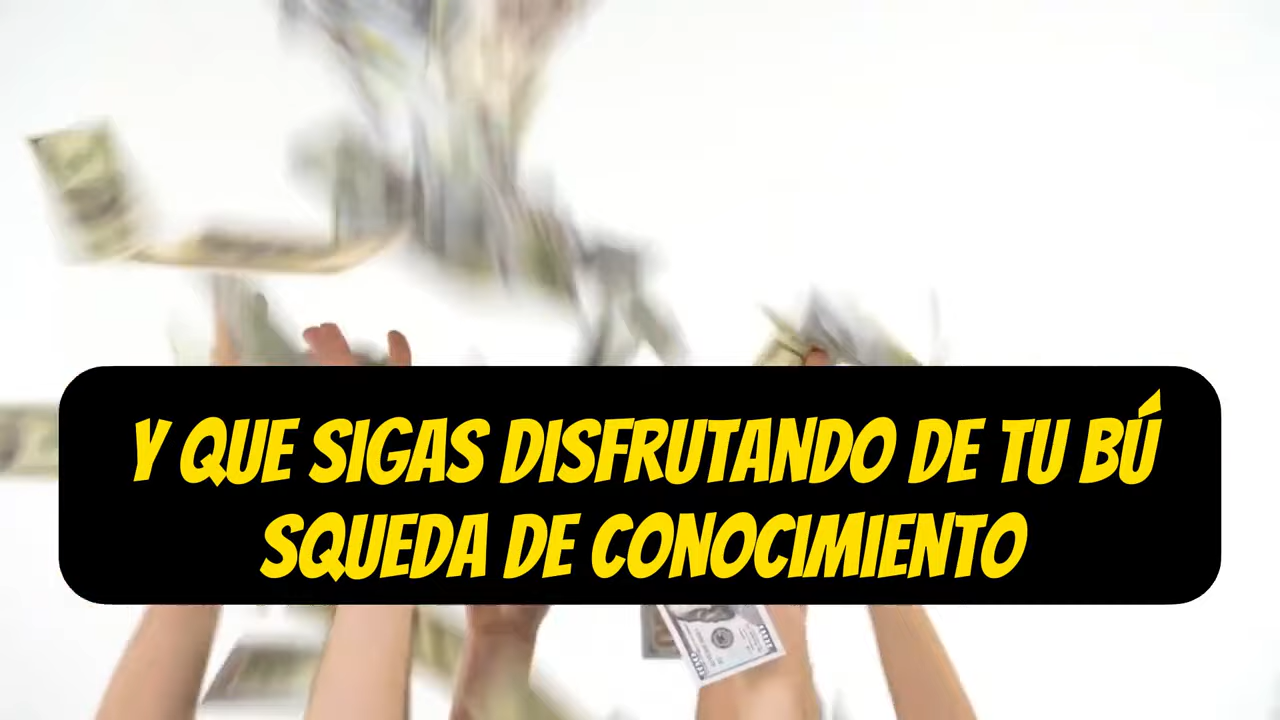 Y QUE SIGAS DISFRUTANDO DE TU BÚ
SQUEDA DE CONOCIMIENTO